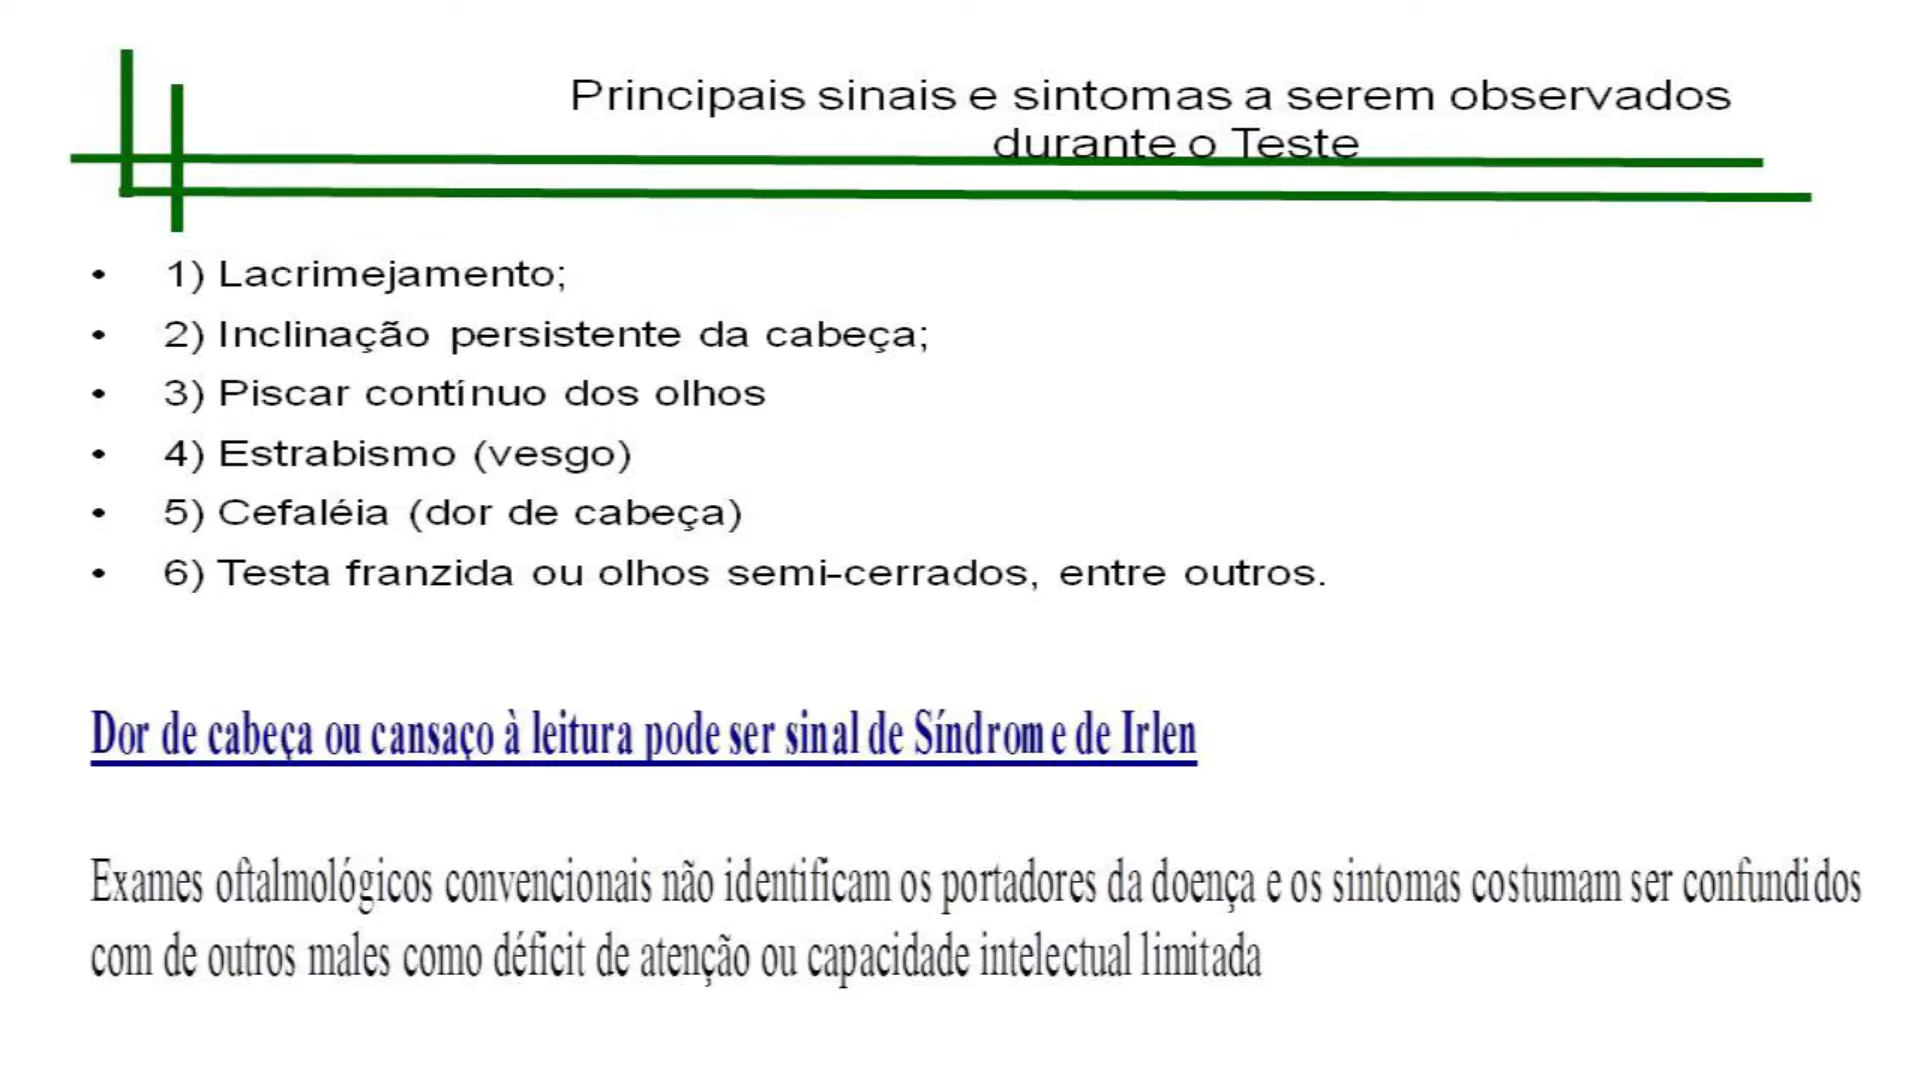 Principais sinais e sintomas a serem observados
durante o Teste
• 1) Lacrimejamento;
• 2) Inclinação persistente da cabeça;
• 3) Piscar contínuo dos olhos
• 4) Estrabismo (vesgo)
• 5) Cefaléia (dor de cabeça)
• 6) Testa franzida ou olhos semi-cerrados, entre outros.
Dor de cabeça ou cansaço à leitura pode ser sinal de Síndrome de Irlen
Exames oftalmológicos convencionais não identificam os portadores da doença e os sintomas costumam ser confundidos
com de outros males como déficit de atenção ou capacidade intelectual limitada